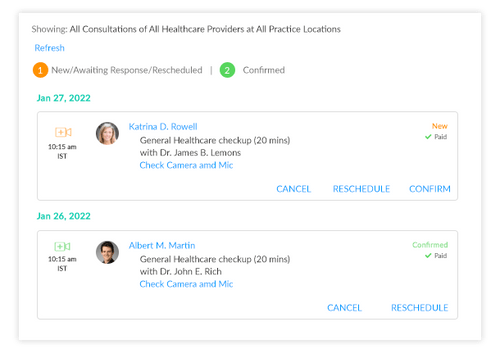 Showing: All Consultations of All Healthcare Providers at All Practice Locations
Refresh
1 New/Awaiting Response/Rescheduled | 2 Confirmed
Jan 27, 2022
Katrina D. Rowell New
10:15 am General Healthcare checkup (20 mins) Paid
IST with Dr. James B. Lemons
Check Camera amd Mic
CANCEL RESCHEDULE CONFIRM
Jan 26, 2022
Albert M. Martin Confirmed
10:15 am General Healthcare checkup (20 mins) Paid
IST with Dr. John E. Rich
Check Camera amd Mic
CANCEL RESCHEDULE